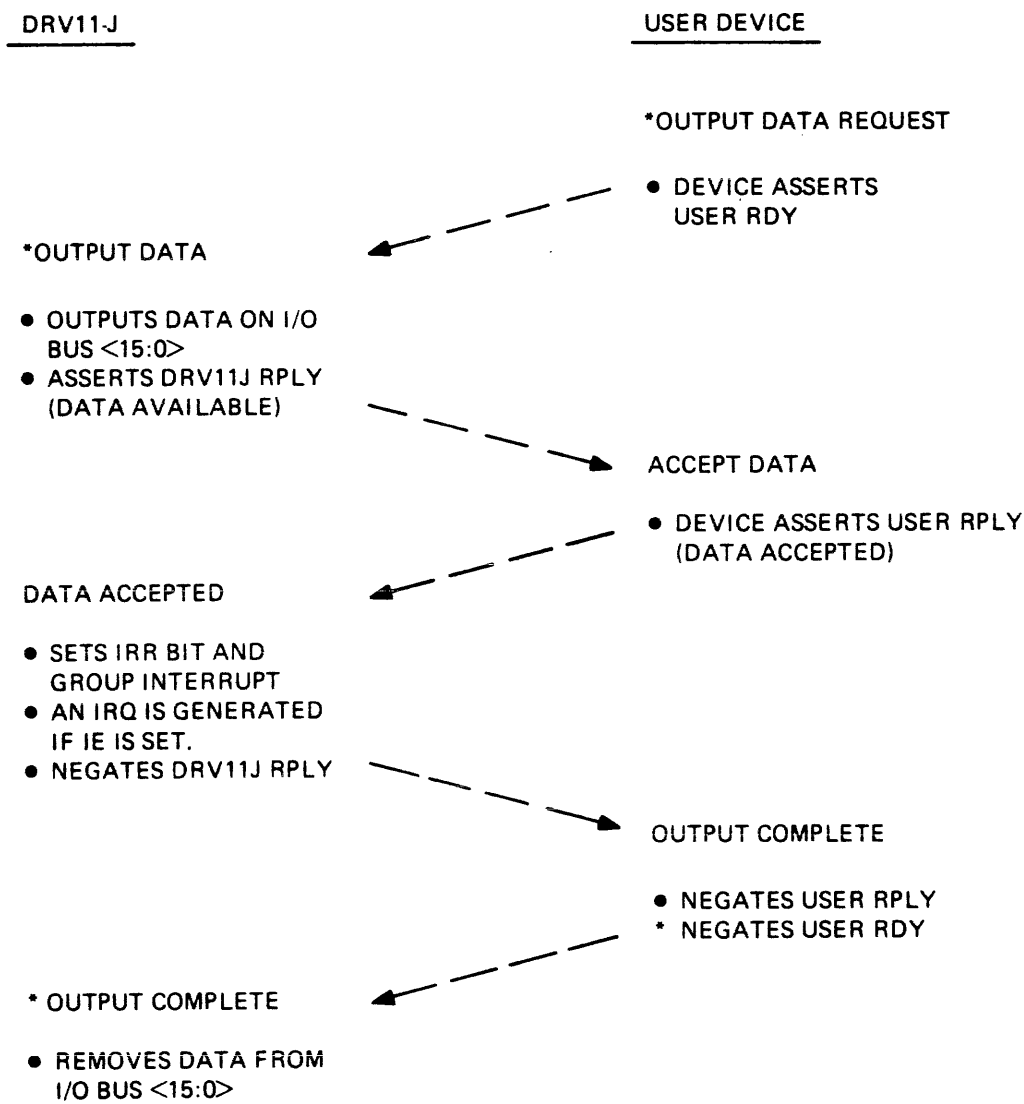 DRV11-J
USER DEVICE
*OUTPUT DATA REQUEST
● DEVICE ASSERTS
USER RDY
*OUTPUT DATA
● OUTPUTS DATA ON I/O
BUS <15:0>
● ASSERTS DRV11J RPLY
(DATA AVAILABLE)
ACCEPT DATA
● DEVICE ASSERTS USER RPLY
(DATA ACCEPTED)
DATA ACCEPTED
● SETS IRR BIT AND
GROUP INTERRUPT
● AN IRQ IS GENERATED
IF IE IS SET.
● NEGATES DRV11J RPLY
OUTPUT COMPLETE
● NEGATES USER RPLY
* NEGATES USER RDY
* OUTPUT COMPLETE
● REMOVES DATA FROM
I/O BUS <15:0>